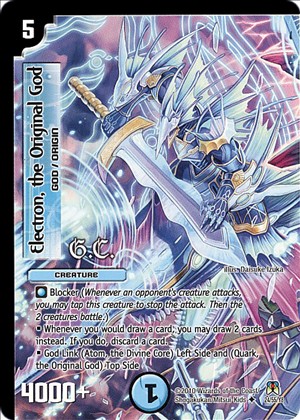 5
Electron, the Original God
GOD / ORIGIN
G.C.
illus. Daisuke Izuka
CREATURE
Blocker (Whenever an opponent's creature attacks,
you may tap this creature to stop the attack. Then the
2 creatures battle.)
• Whenever you would draw a card, you may draw 2 cards
instead. If you do, discard a card.
• God Link (Atom, the Divine Core) Left Side and (Quark,
the Original God) Top Side
4000+
1
©2010 Wizards of the Coast/
Shogakukan/Mitsui-Kids